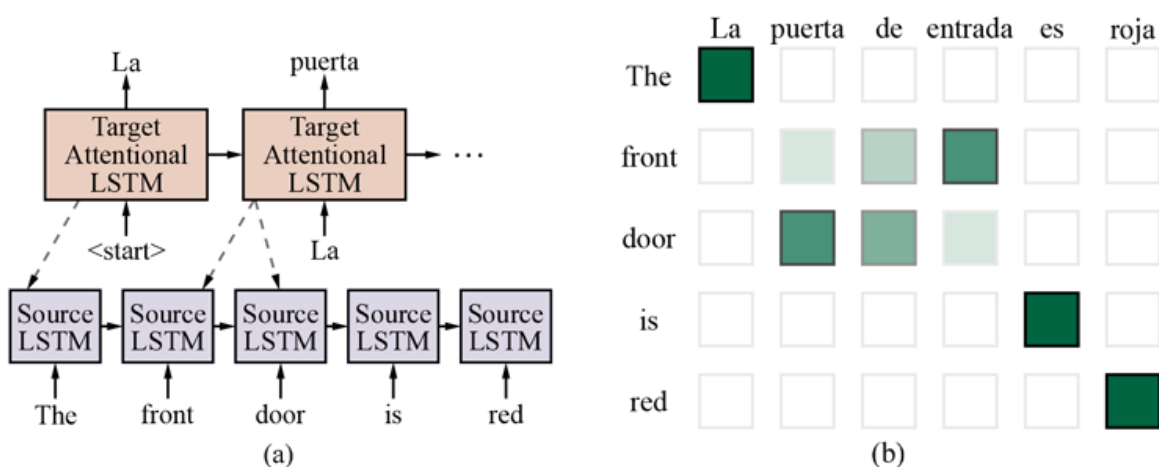 La
puerta
Target
Attentional
LSTM
Target
Attentional
LSTM
...
<start>
La
Source
LSTM
Source
LSTM
Source
LSTM
Source
LSTM
Source
LSTM
The
front
door
is
red
(a)
La puerta de entrada es roja
The
front
door
is
red
(b)